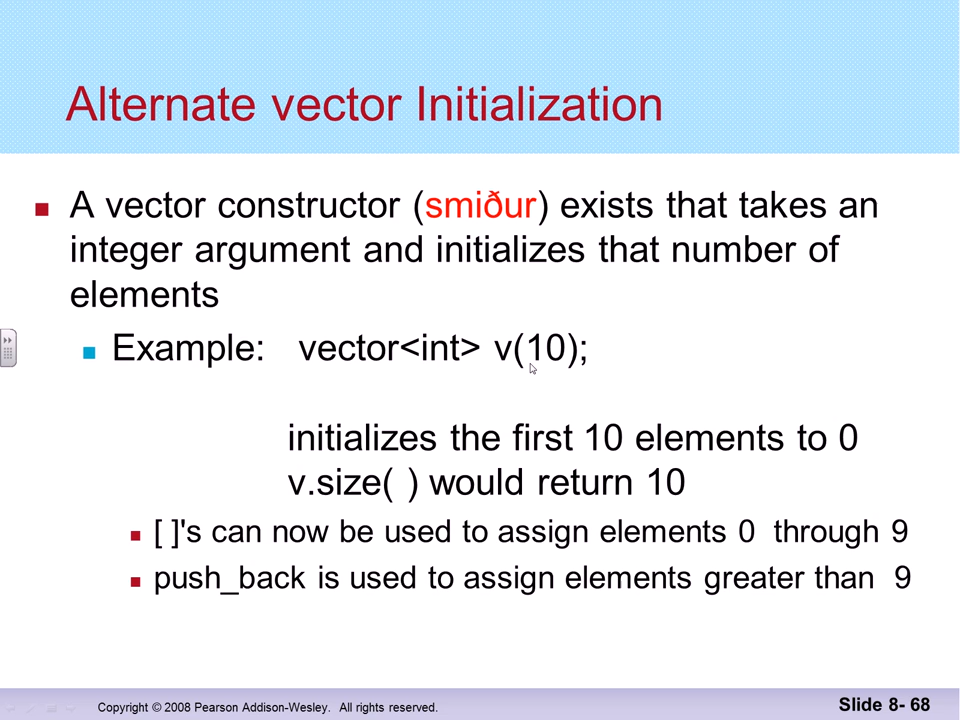 Alternate vector Initialization
A vector constructor (smiður) exists that takes an
integer argument and initializes that number of
elements
Example: vector<int> v(10);
initializes the first 10 elements to 0
v.size( ) would return 10
[ ]'s can now be used to assign elements 0 through 9
push_back is used to assign elements greater than 9
Copyright © 2008 Pearson Addison-Wesley. All rights reserved.
Slide 8- 68